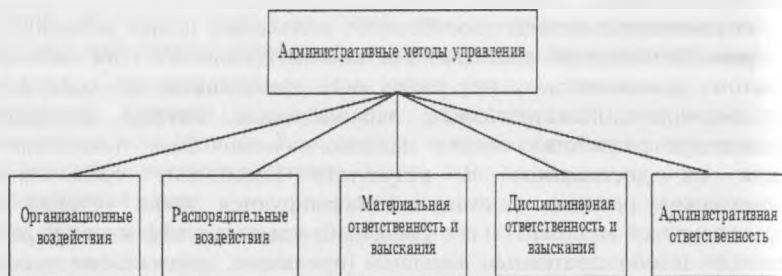 Административные методы управления
Организационные
воздействия
Распорядительные
воздействия
Материальная
ответственность и
взыскания
Дисциплинарная
ответственность и
взыскания
Административная
ответственность